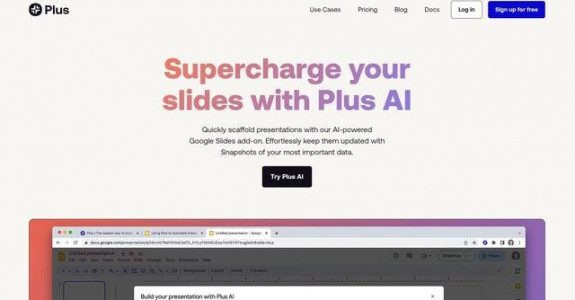 Plus
Use Cases
Pricing
Blog
Docs
Log in
Sign up for free
Supercharge your
slides with Plus AI
Quickly scaffold presentations with our AI-powered
Google Slides add-on. Effortlessly keep them updated with
Snapshots of your most important data.
Try Plus AI
Untitled presentation
Build your presentation with Plus AI